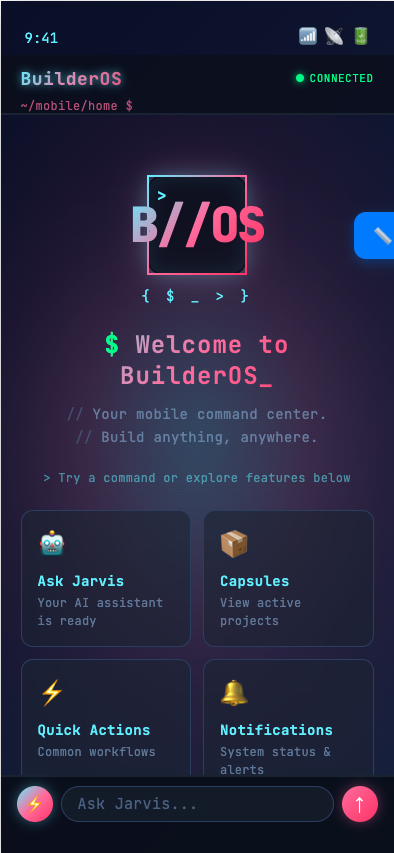 9:41
BuilderOS
CONNECTED
~/mobile/home $
>
B//OS
{ $ _ > }
$ Welcome to
BuilderOS_
// Your mobile command center.
// Build anything, anywhere.
> Try a command or explore features below
Ask Jarvis
Your AI assistant
is ready
Capsules
View active
projects
Quick Actions
Common workflows
Notifications
System status &
alerts
Ask Jarvis...